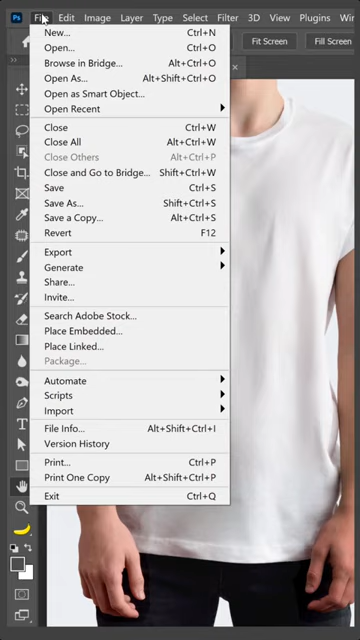 Ps File Edit Image Layer Type Select Filter 3D View Plugins
Fit Screen Fill Screen
New... Ctrl+N
Open... Ctrl+O
Browse in Bridge... Alt+Ctrl+O
Open As... Alt+Shift+Ctrl+O
Open as Smart Object...
Open Recent
Close Ctrl+W
Close All Alt+Ctrl+W
Close Others Alt+Ctrl+P
Close and Go to Bridge... Shift+Ctrl+W
Save Ctrl+S
Save As... Shift+Ctrl+S
Save a Copy... Alt+Ctrl+S
Revert F12
Export
Generate
Share...
Invite...
Search Adobe Stock...
Place Embedded...
Place Linked...
Package...
Automate
Scripts
Import
File Info... Alt+Shift+Ctrl+I
Version History
Print... Ctrl+P
Print One Copy Alt+Shift+Ctrl+P
Exit Ctrl+Q